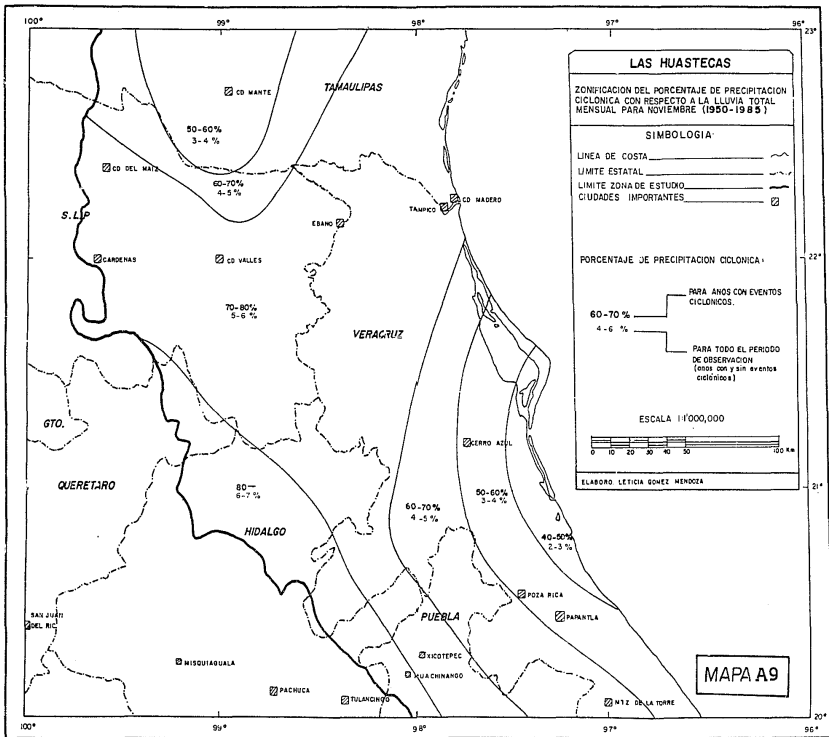 100°
99°
98°
97°
96°
23°
LAS HUASTECAS
ZONIFICACION DEL PORCENTAJE DE PRECIPITACION
CICLONICA CON RESPECTO A LA LLUVIA TOTAL
MENSUAL PARA NOVIEMBRE (1950-1985)
SIMBOLOGIA:
LINEA DE COSTA
LIMITE ESTATAL
LIMITE ZONA DE ESTUDIO
CIUDADES IMPORTANTES
PORCENTAJE DE PRECIPITACION CICLONICA:
PARA ANOS CON EVENTOS
CICLONICOS.
60-70 %
4-6 %
PARA TODO EL PERIODO
DE OBSERVACION
(anos con y sin eventos
ciclónicos)
ESCALA 1:1'000,000
0 10 20 30 40 50 100 Km
ELABORO: LETICIA GOMEZ MENDOZA
CD MANTE
TAMAULIPAS
50-60%
3-4 %
CD DEL MAIZ
60-70%
4-5 %
CD MADERO
TAMPICO
S.L.P
EBANO
CARDENAS
CD VALLES
22°
22°
70-80%
5-6 %
VERACRUZ
GTO.
CERRO AZUL
QUERETARO
80—
6-7 %
21°
21°
50-60%
3-4 %
60-70%
4-5 %
HIDALGO
40-50%
2-3 %
POZA RICA
PAPANTLA
PUEBLA
SAN JUAN
DEL RIO
XICOTEPEC
MISQUIAGUALA
HUACHINANGO
PACHUCA
TULANCINGO
MTZ DE LA TORRE
MAPA A9
20°
100°
99°
98°
97°
96°